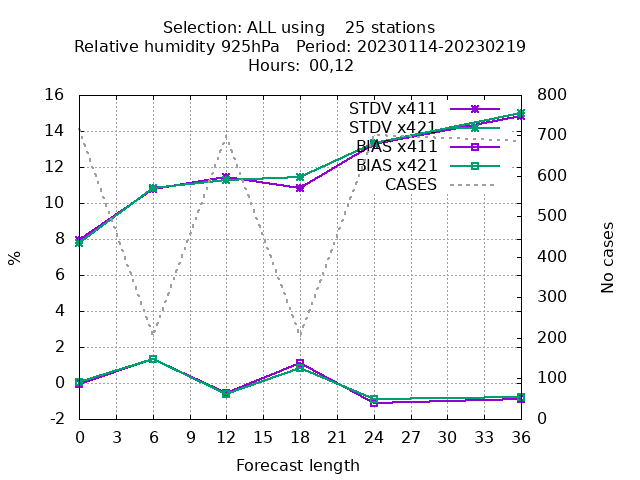 Selection: ALL using    25 stations
Relative humidity 925hPa   Period: 20230114-20230219
Hours: 00,12
16
14
12
10
8
6
4
2
0
-2
%
STDV x411
STDV x421
BIAS x411
BIAS x421
CASES
800
700
600
500
400
300
200
100
0
No cases
0 3 6 9 12 15 18 21 24 27 30 33 36
Forecast length